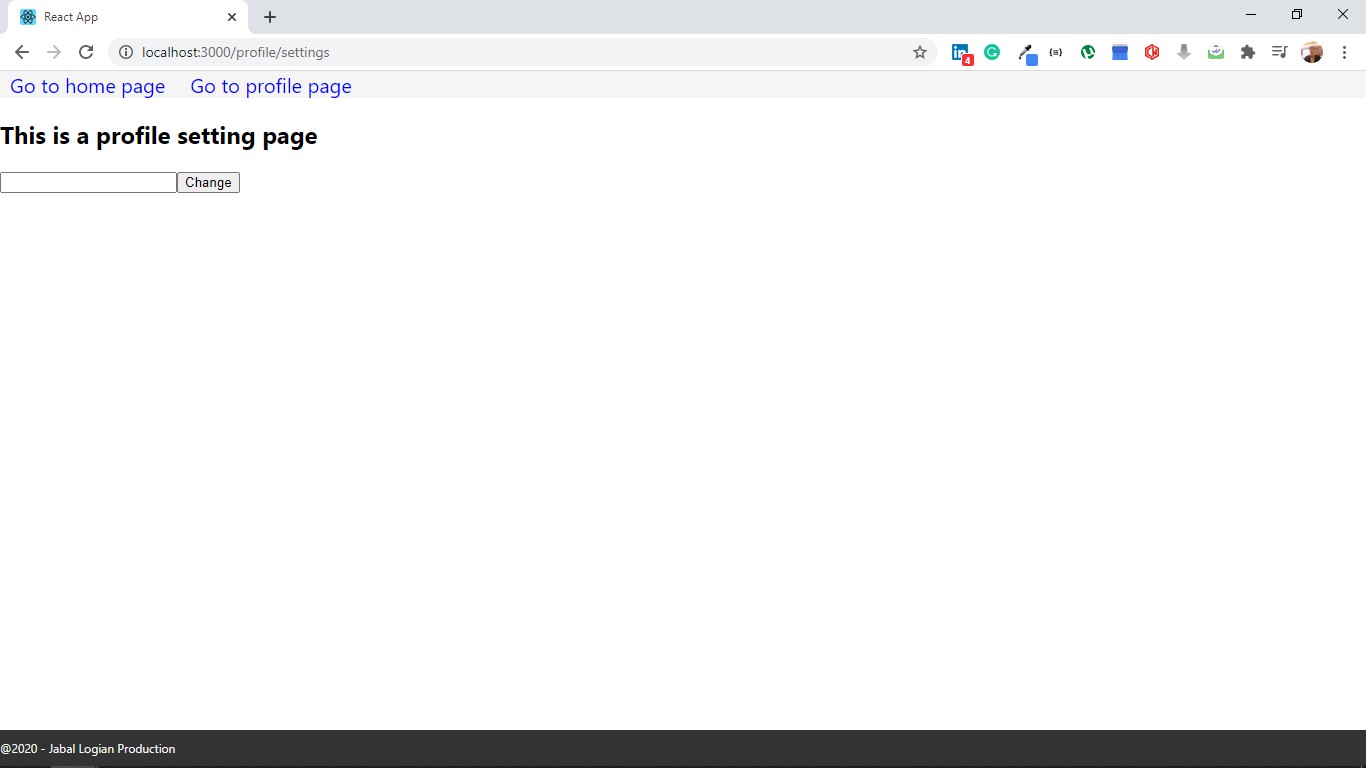 React App
localhost:3000/profile/settings
4
Go to home page Go to profile page
This is a profile setting page
Change
@2020 - Jabal Logian Production